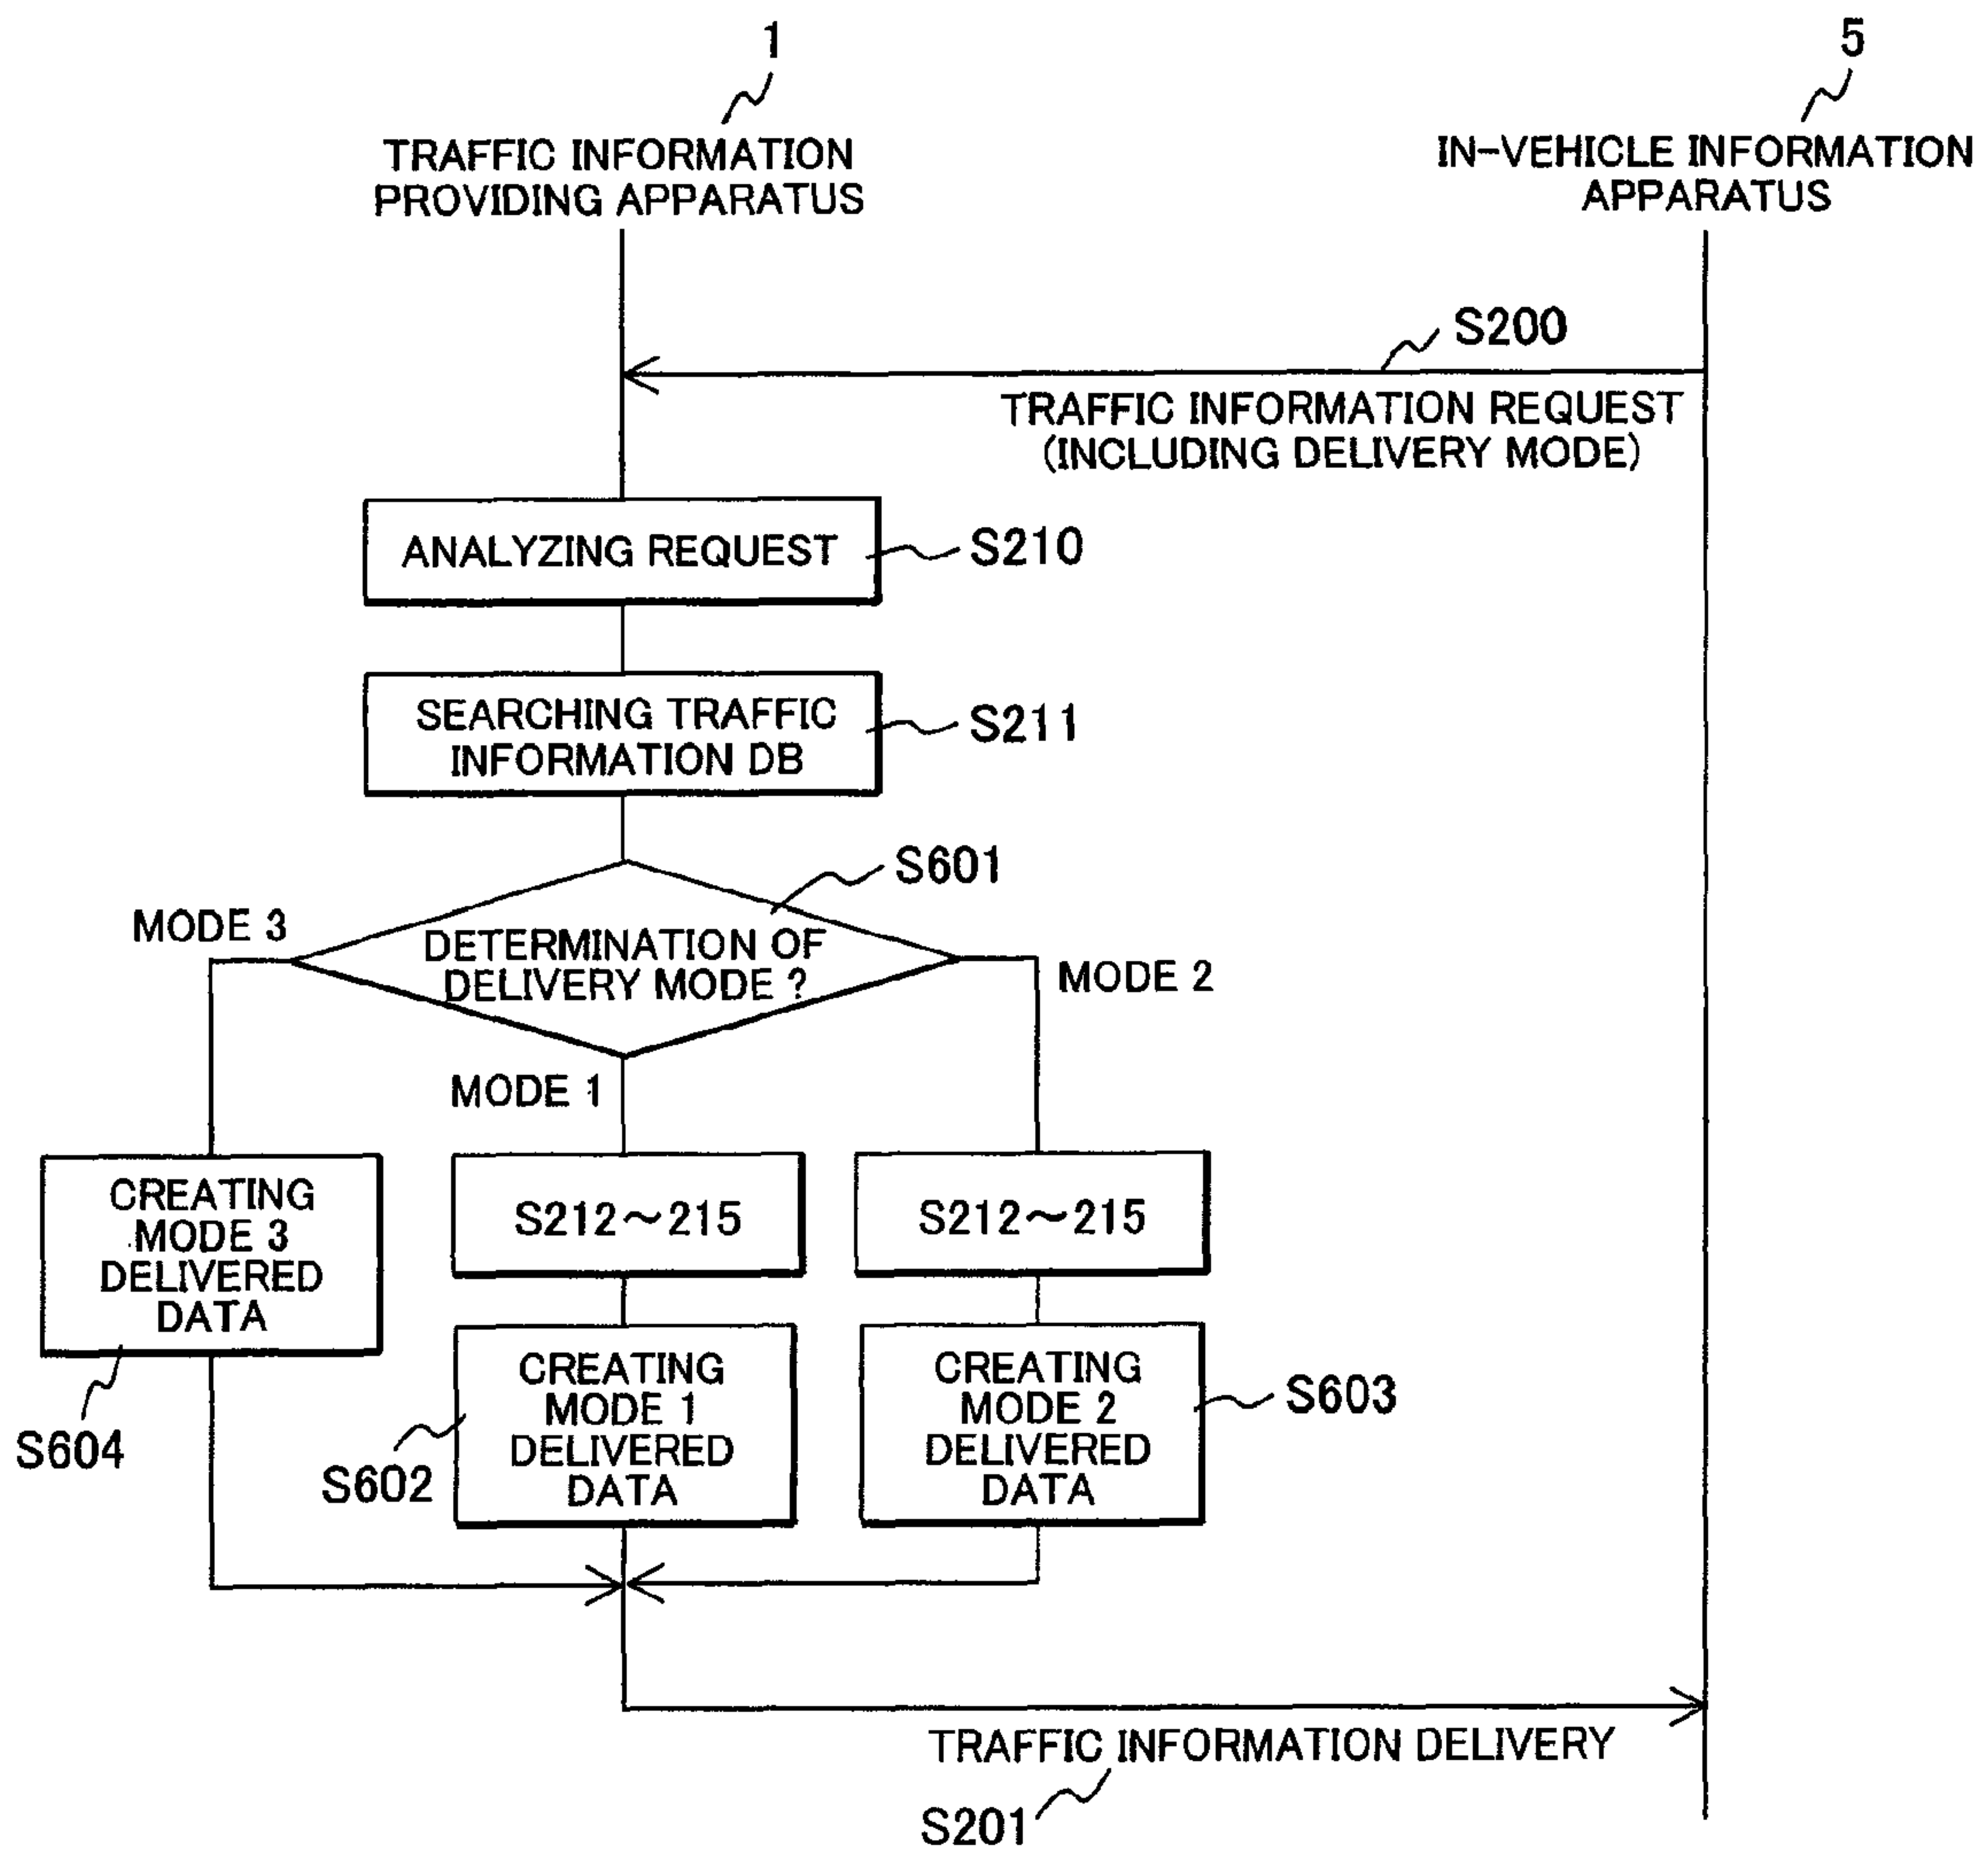 1
5
TRAFFIC INFORMATION
PROVIDING APPARATUS
IN-VEHICLE INFORMATION
APPARATUS
S200
TRAFFIC INFORMATION REQUEST
(INCLUDING DELIVERY MODE)
ANALYZING REQUEST
S210
SEARCHING TRAFFIC
INFORMATION DB
S211
S601
MODE 3
DETERMINATION OF
DELIVERY MODE ?
MODE 2
MODE 1
CREATING
MODE 3
DELIVERED
DATA
S604
S212～215
S212～215
CREATING
MODE 1
DELIVERED
DATA
S602
CREATING
MODE 2
DELIVERED
DATA
S603
TRAFFIC INFORMATION DELIVERY
S201